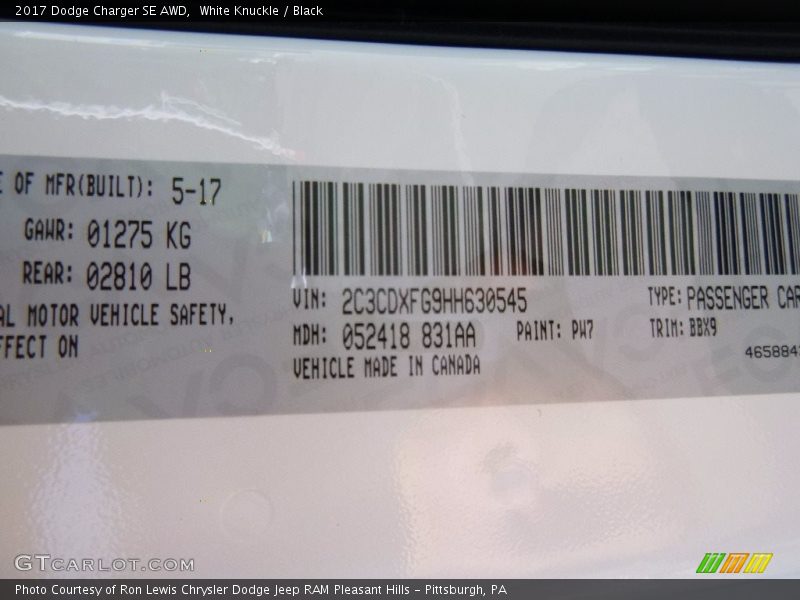 2017 Dodge Charger SE AWD, White Knuckle / Black
E OF MFR(BUILT): 5-17
GAWR: 01275 KG
REAR: 02810 LB
AL MOTOR VEHICLE SAFETY,
FFECT ON
VIN: 2C3CDXFG9HH630545
TYPE: PASSENGER CAR
MDH: 052418 831AA
PAINT: PW7
TRIM: BBX9
VEHICLE MADE IN CANADA
465884
GTCARLOT.COM
Photo Courtesy of Ron Lewis Chrysler Dodge Jeep RAM Pleasant Hills - Pittsburgh, PA